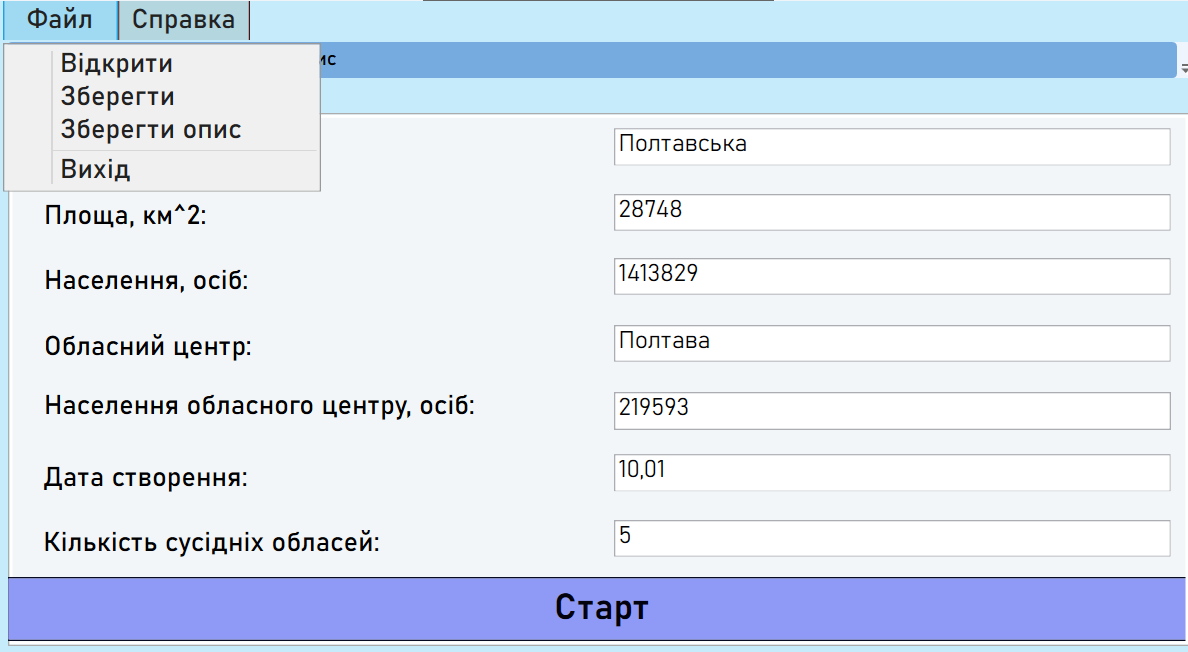 Файл Справка
Відкрити
Зберегти
Зберегти опис
Вихід
Полтавська
Площа, км^2: 28748
Населення, осіб: 1413829
Обласний центр: Полтава
Населення обласного центру, осіб: 219593
Дата створення: 10,01
Кількість сусідніх обласей: 5
Старт